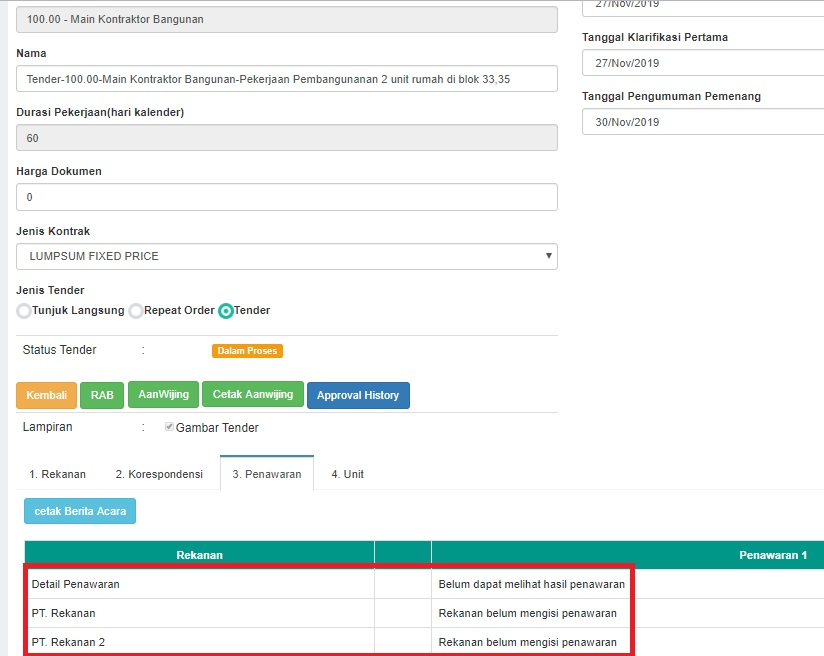 100.00 - Main Kontraktor Bangunan
Nama
Tender-100.00-Main Kontraktor Bangunan-Pekerjaan Pembangunanan 2 unit rumah di blok 33,35
Durasi Pekerjaan(hari kalender)
60
Harga Dokumen
0
Jenis Kontrak
LUMPSUM FIXED PRICE
Jenis Tender
Tunjuk Langsung Repeat Order Tender
Status Tender : Dalam Proses
Kembali RAB AanWijing Cetak Aanwijing Approval History
Lampiran : Gambar Tender
27/Nov/2019
Tanggal Klarifikasi Pertama
27/Nov/2019
Tanggal Pengumuman Pemenang
30/Nov/2019
1. Rekanan 2. Korespondensi 3. Penawaran 4. Unit
cetak Berita Acara
Rekanan Penawaran 1
Detail Penawaran Belum dapat melihat hasil penawaran
PT. Rekanan Rekanan belum mengisi penawaran
PT. Rekanan 2 Rekanan belum mengisi penawaran